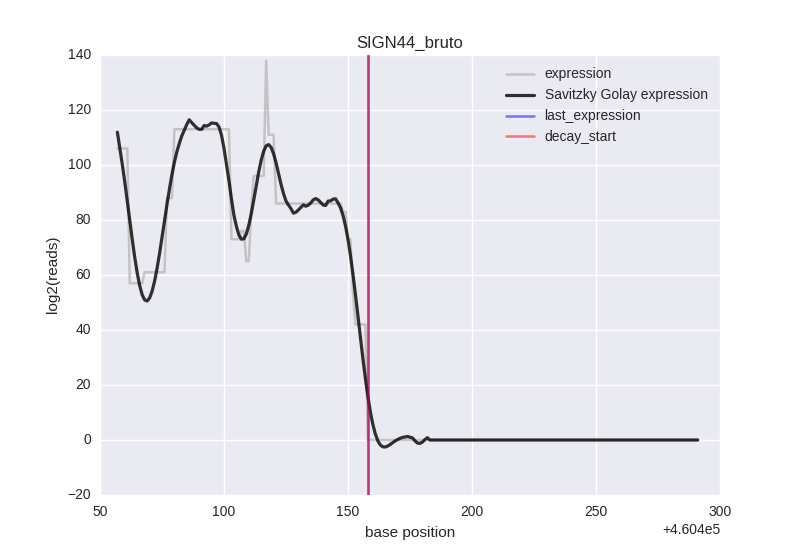 SIGN44_bruto
140
120
100
80
60
40
20
0
−20
log2(reads)
expression
Savitzky Golay expression
last_expression
decay_start
50
100
150
200
250
300
base position
+4.604e5